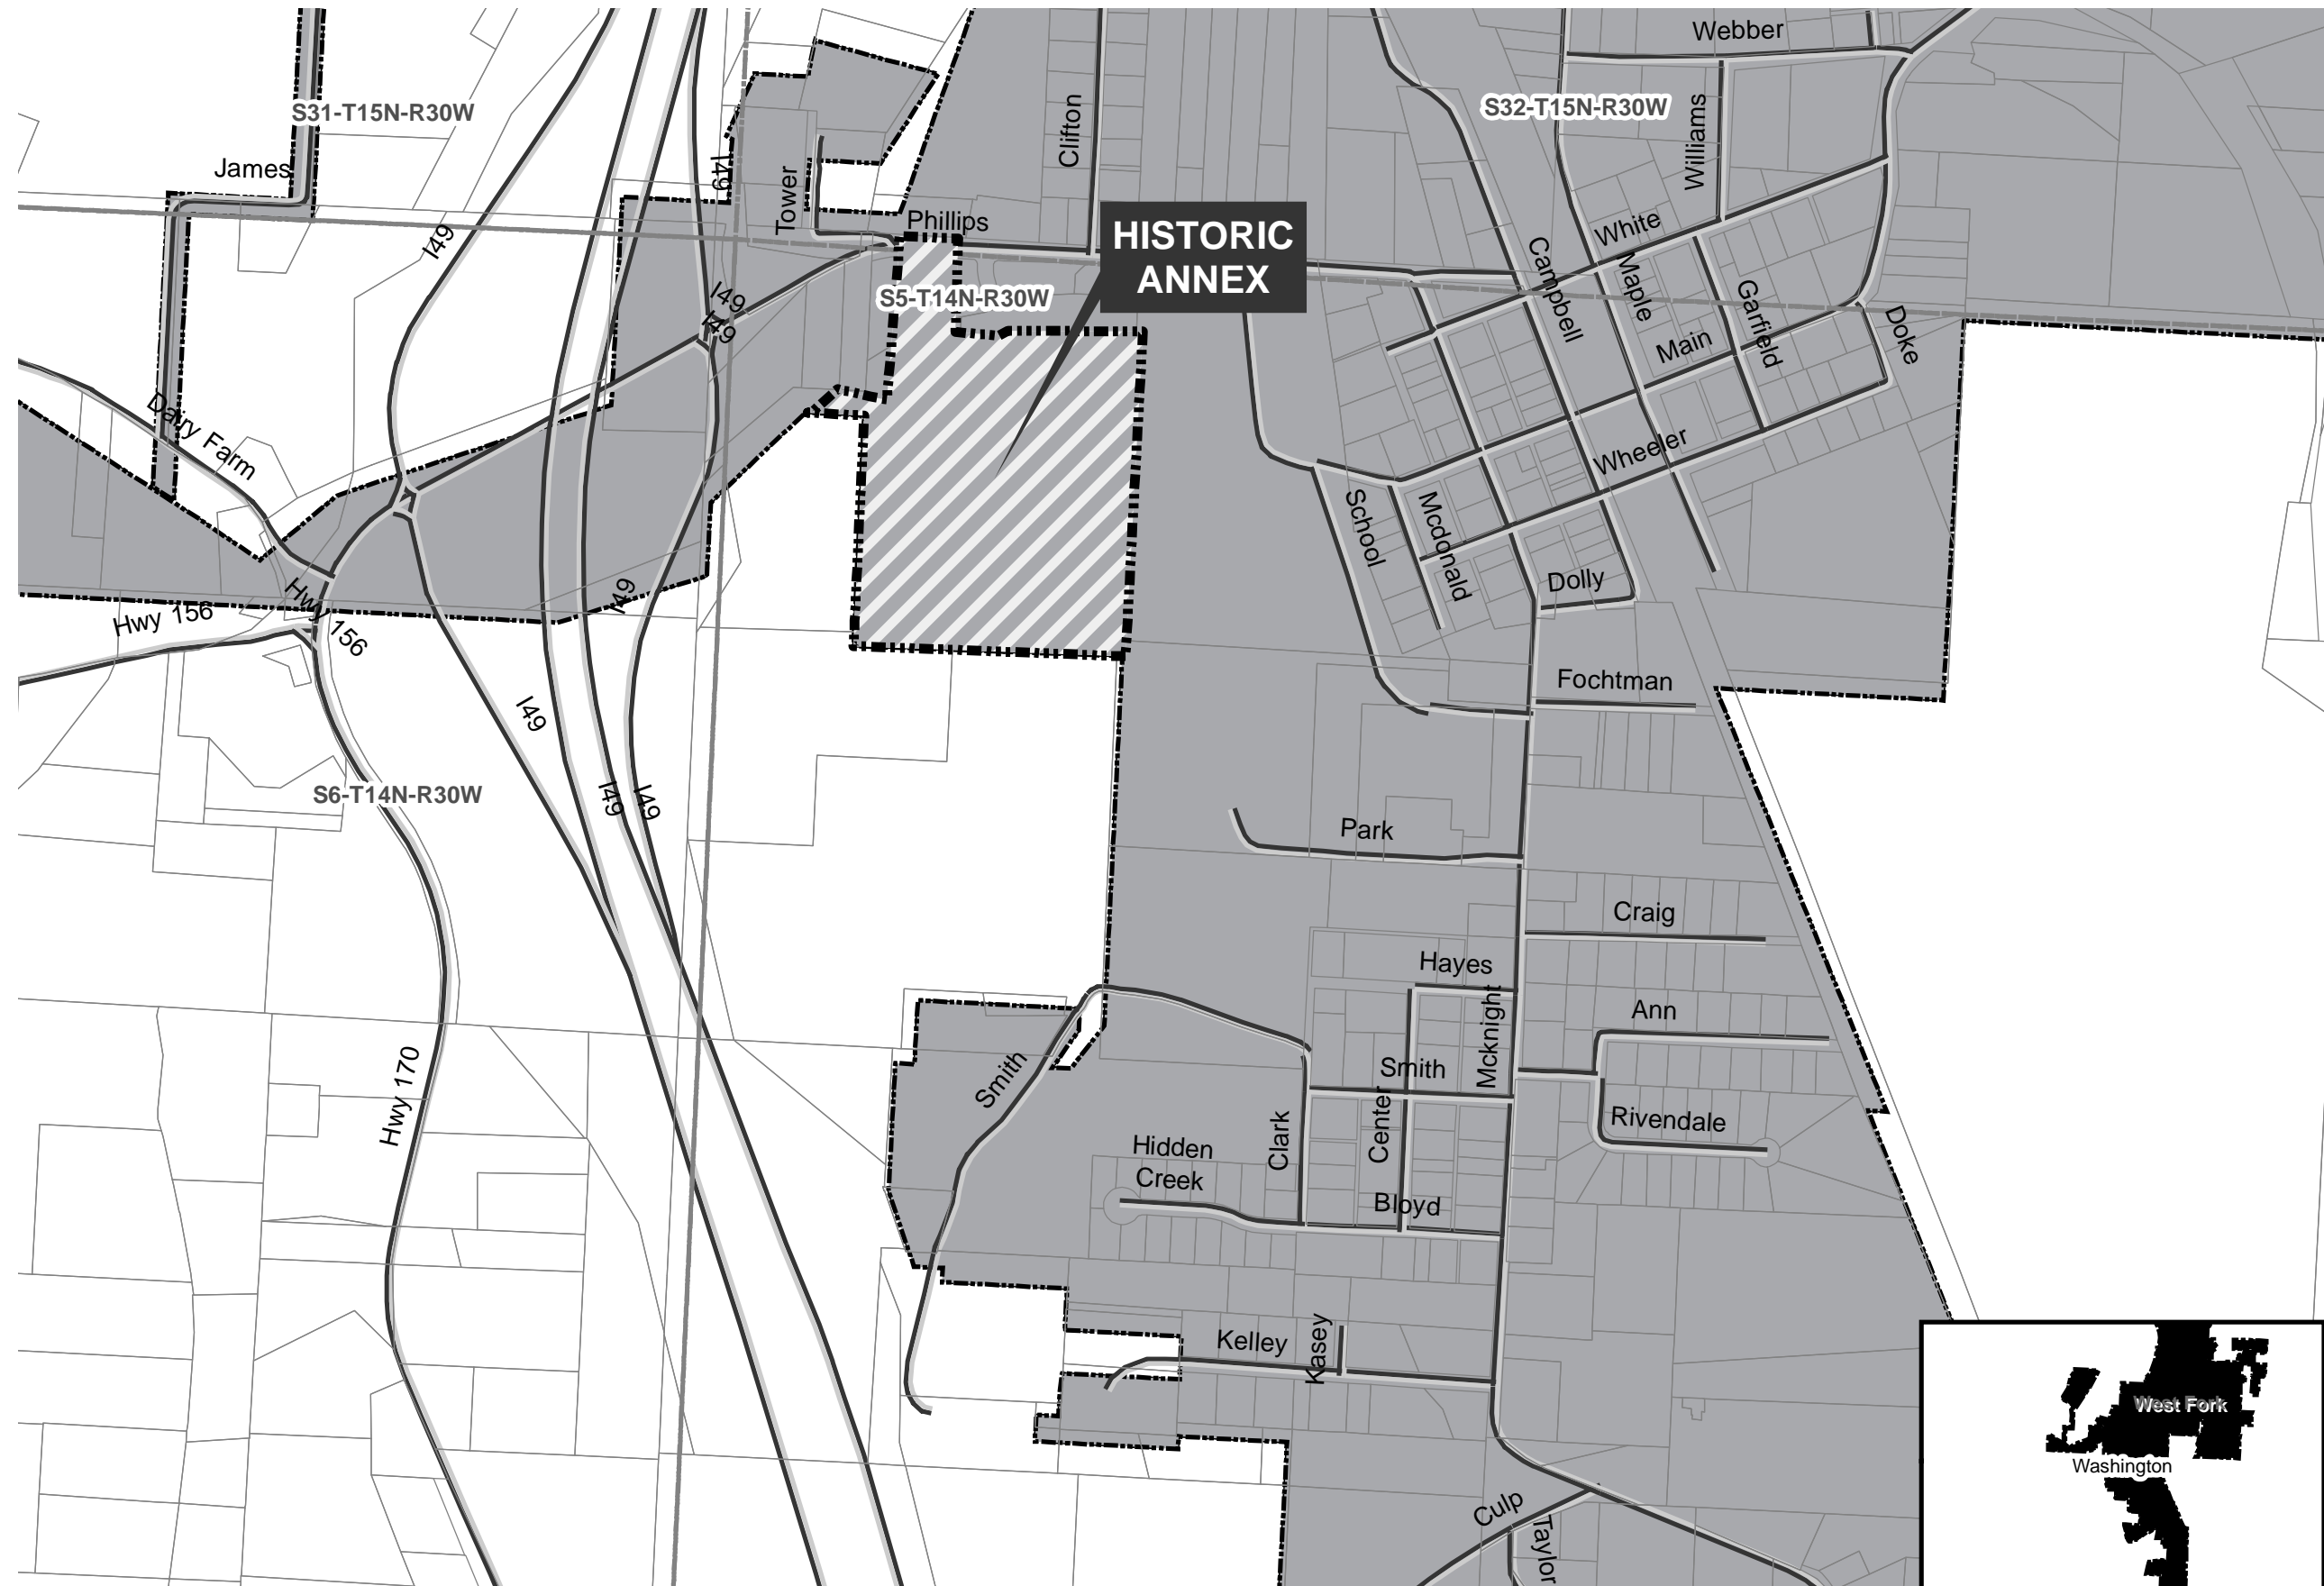 Webber
S31-T15N-R30W
S32-T15N-R30W
Clifton
Williams
James
I49
Tower
Phillips
I49
HISTORIC
ANNEX
White
Maple
Campbell
I49
I49
S5-T14N-R30W
Garfield
Doke
Main
Dairy Farm
Wheeler
School
Mcdonald
Dolly
I49
Hwy 156
Hwy 156
Fochtman
I49
I49
I49
S6-T14N-R30W
Park
Craig
Hayes
Mcknight
Ann
Smith
Smith
Hwy 170
Center
Clark
Rivendale
Hidden
Creek
Bloyd
Kelley
Kasey
West Fork
Washington
Culp
Taylor